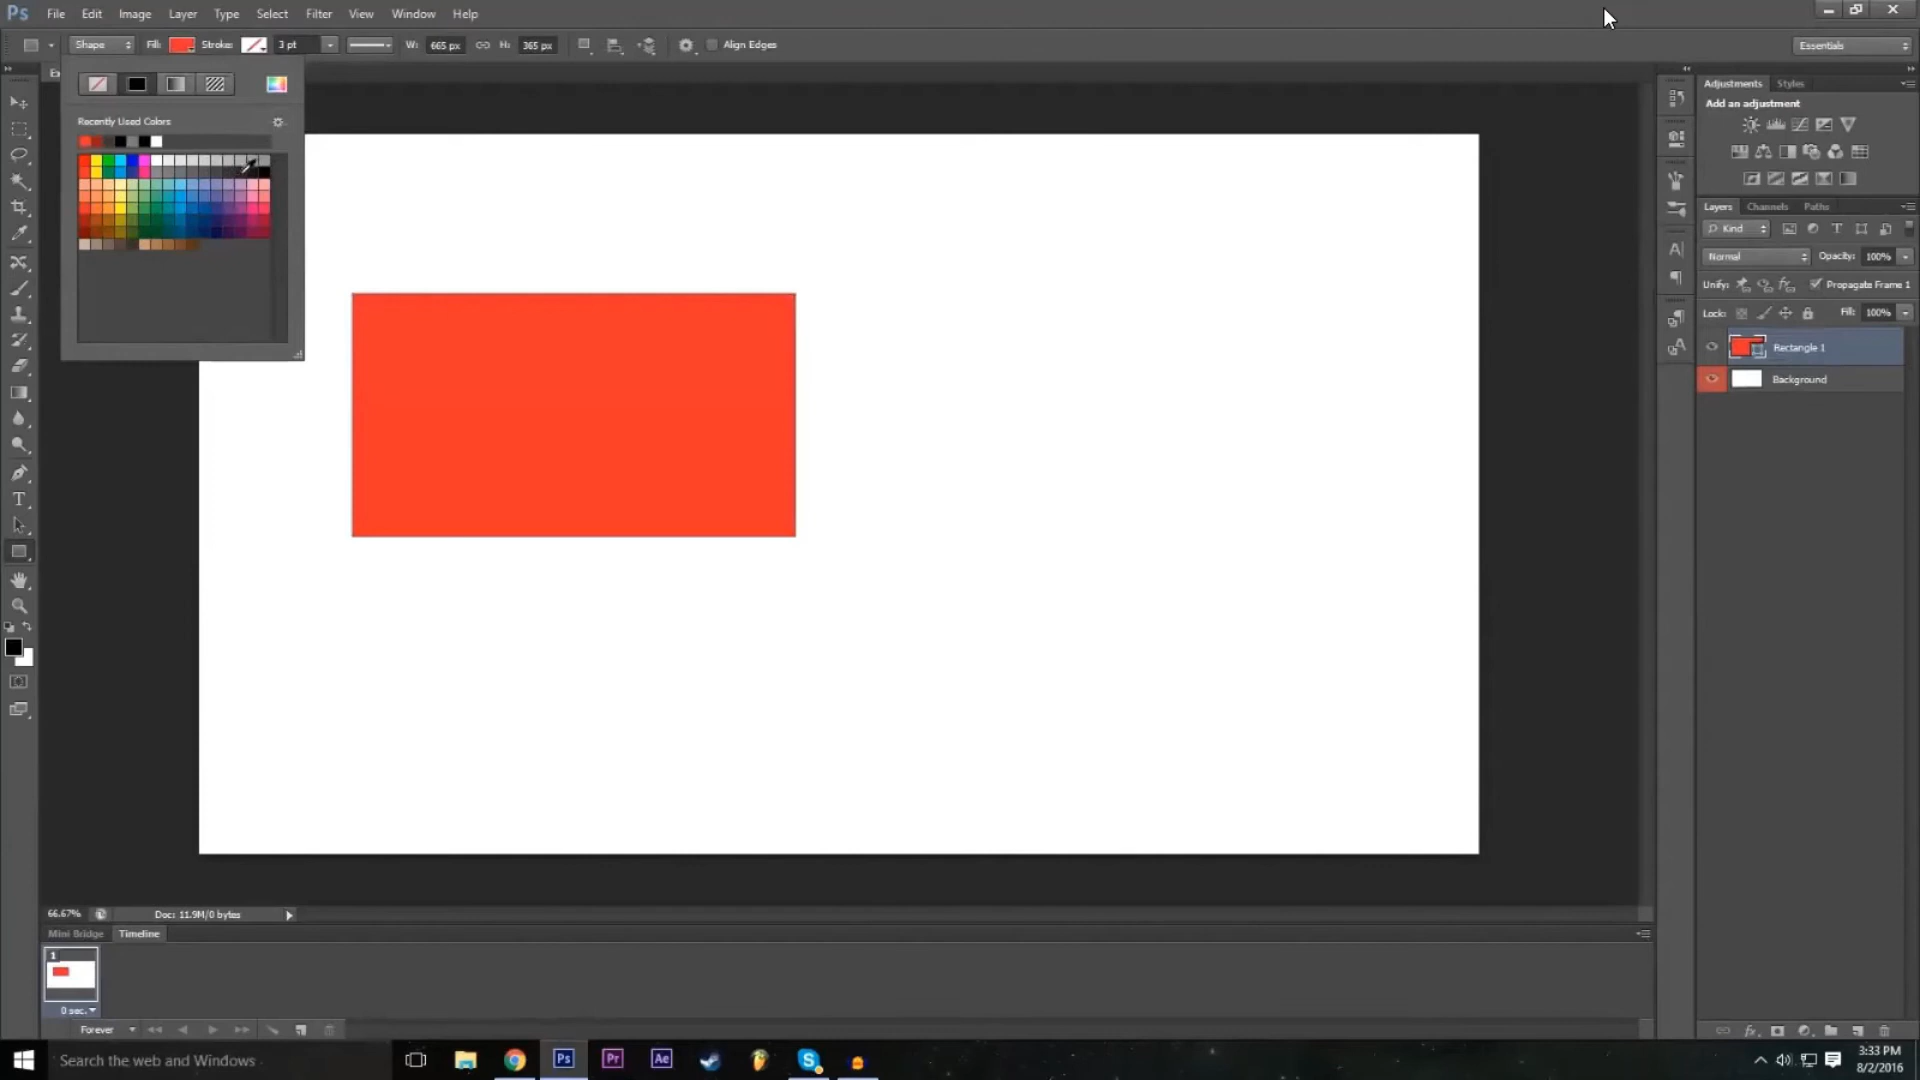 Ps File Edit Image Layer Type Select Filter View Window Help
Shape Fill: Stroke: 3 pt W: 665 px H: 365 px Align Edges Essentials
Recently Used Colors
Adjustments Styles
Add an adjustment
Layers Channels Paths
Kind
Normal Opacity: 100%
Unify: Propagate Frame 1
Lock: Fill: 100%
Rectangle 1
Background
66.67% Doc: 11.9M/0 bytes
Mini Bridge Timeline
1
0 sec.
Forever
Search the web and Windows
Ps Pr Ae
3:33 PM
8/2/2016